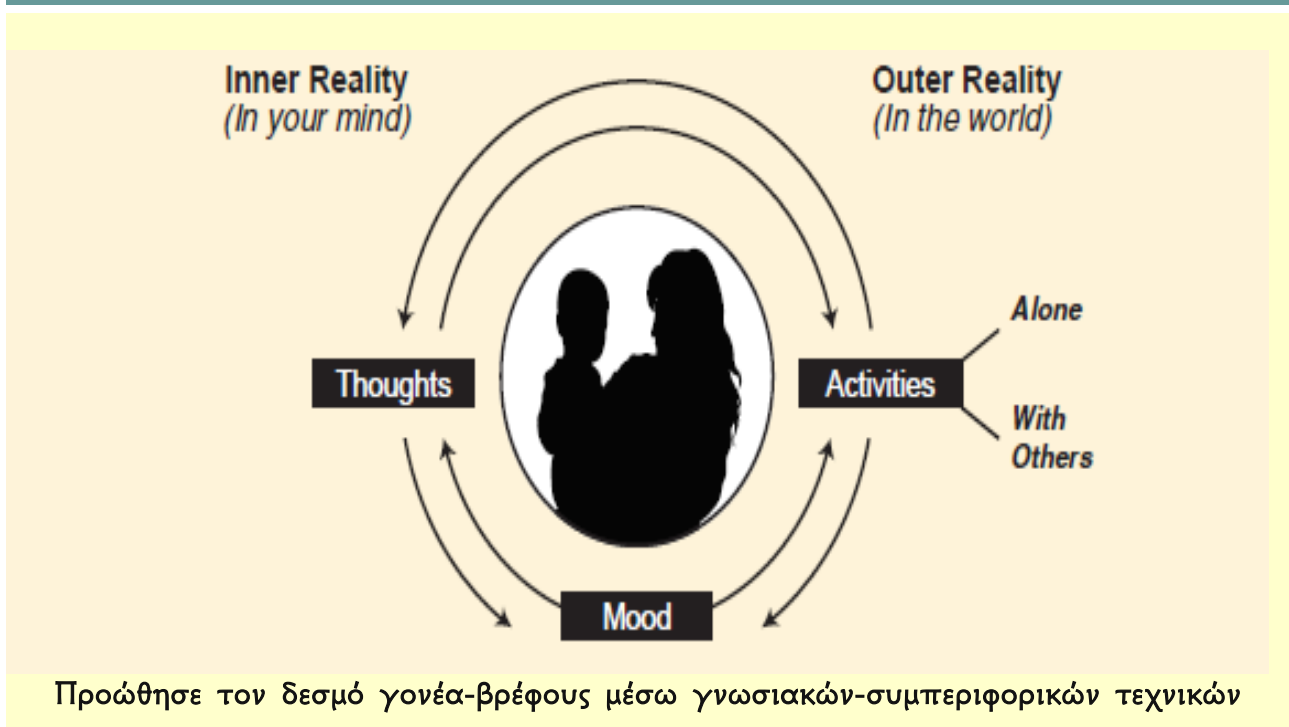 Inner Reality
(In your mind)
Outer Reality
(In the world)
Thoughts
Activities
Alone
With
Others
Mood
Προώθησε τον δεσμό γονέα-βρέφους μέσω γνωσιακών-συμπεριφορικών τεχνικών